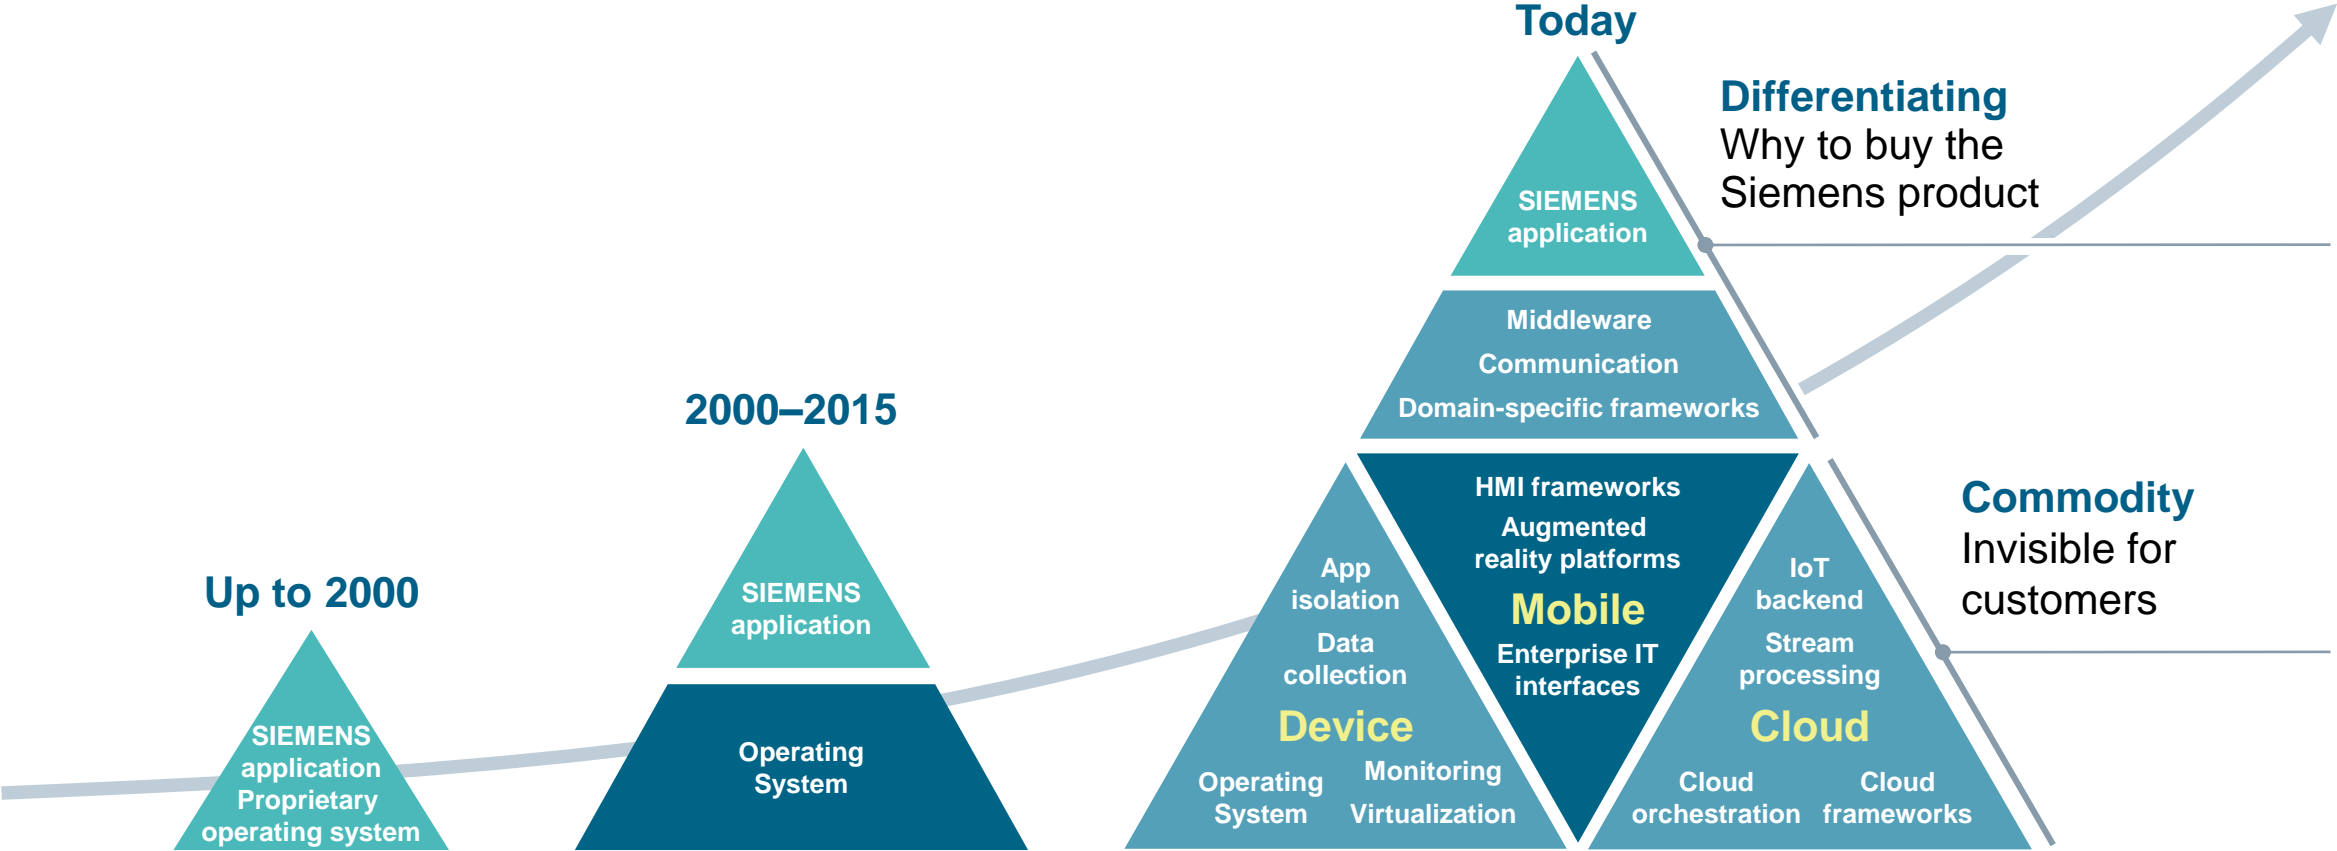 Up to 2000
SIEMENS
application
Proprietary
operating system
2000–2015
SIEMENS
application
Operating
System
Today
SIEMENS
application
Middleware
Communication
Domain-specific frameworks
HMI frameworks
Augmented
reality platforms
Mobile
Enterprise IT
interfaces
App
isolation
Data
collection
Device
Operating
System
Monitoring
Virtualization
IoT
backend
Stream
processing
Cloud
Cloud
orchestration
Cloud
frameworks
Differentiating
Why to buy the
Siemens product
Commodity
Invisible for
customers